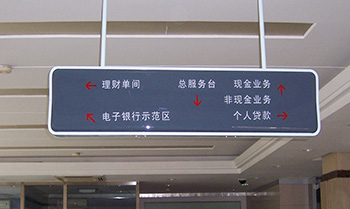 ← 理财单间
↖ 电子银行示范区
总服务台
↓
现金业务
非现金业务 ↑
个人贷款 →